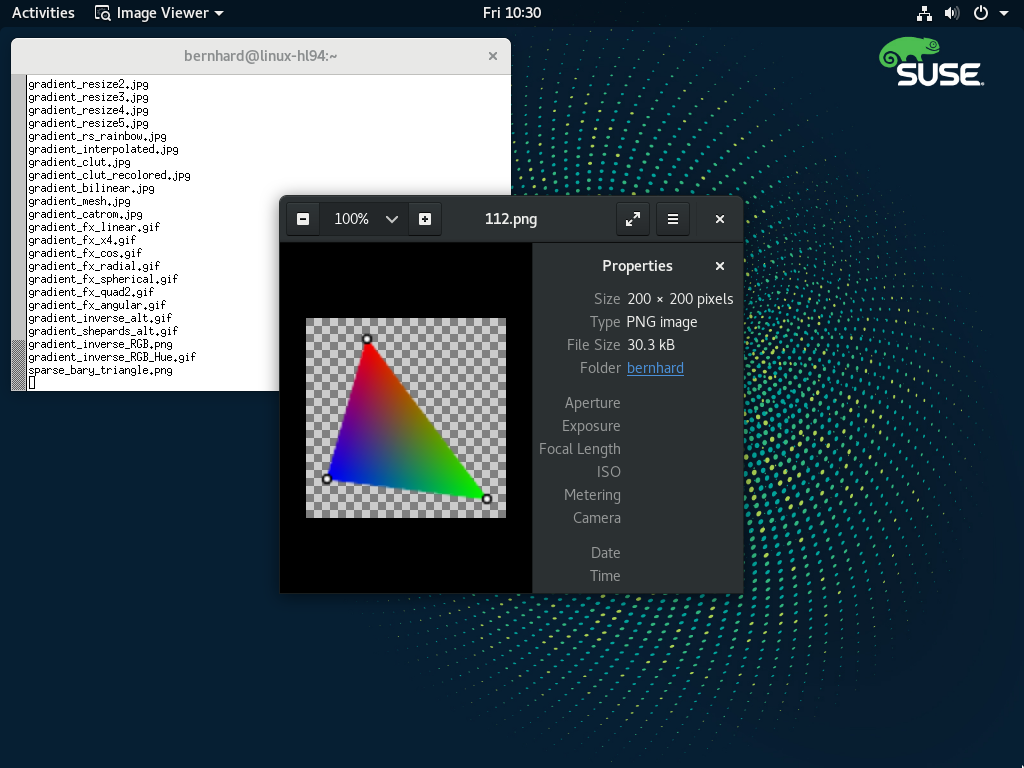 Activities Image Viewer Fri 10:30
SUSE
bernhard@linux-hl94:~
gradient_resize2.jpg
gradient_resize3.jpg
gradient_resize4.jpg
gradient_resize5.jpg
gradient_rs_rainbow.jpg
gradient_interpolated.jpg
gradient_clut.jpg
gradient_clut_recolored.jpg
gradient_bilinear.jpg
gradient_mesh.jpg
gradient_catrom.jpg
gradient_fx_linear.gif
gradient_fx_x4.gif
gradient_fx_cos.gif
gradient_fx_radial.gif
gradient_fx_spherical.gif
gradient_fx_quad2.gif
gradient_fx_angular.gif
gradient_inverse_alt.gif
gradient_shepards_alt.gif
gradient_inverse_RGB.png
gradient_inverse_RGB_Hue.gif
sparse_bary_triangle.png
100% 112.png
Properties
Size 200 × 200 pixels
Type PNG image
File Size 30.3 kB
Folder bernhard
Aperture
Exposure
Focal Length
ISO
Metering
Camera
Date
Time